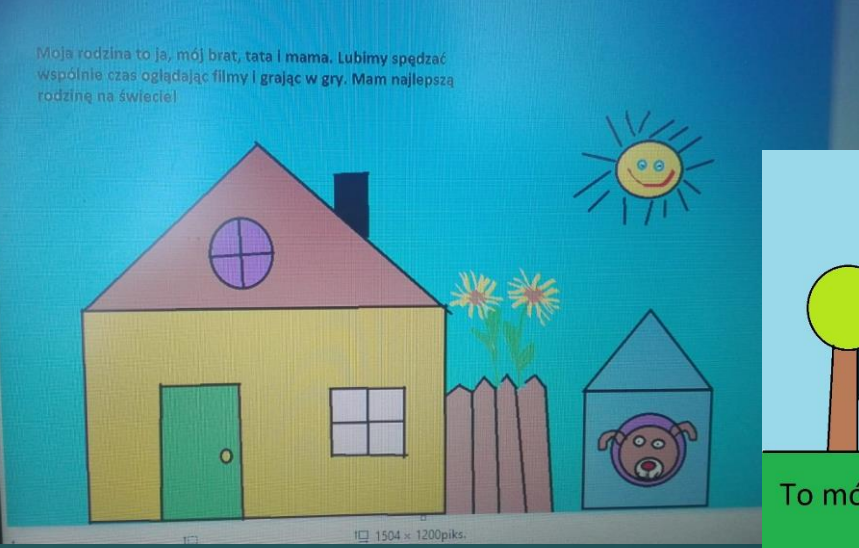 Moja rodzina to ja, mój brat, tata i mama. Lubimy spędzać
wspólnie czas oglądając filmy i grając w gry. Mam najlepszą
rodzinę na świecie!
1504 × 1200piks.
To mó